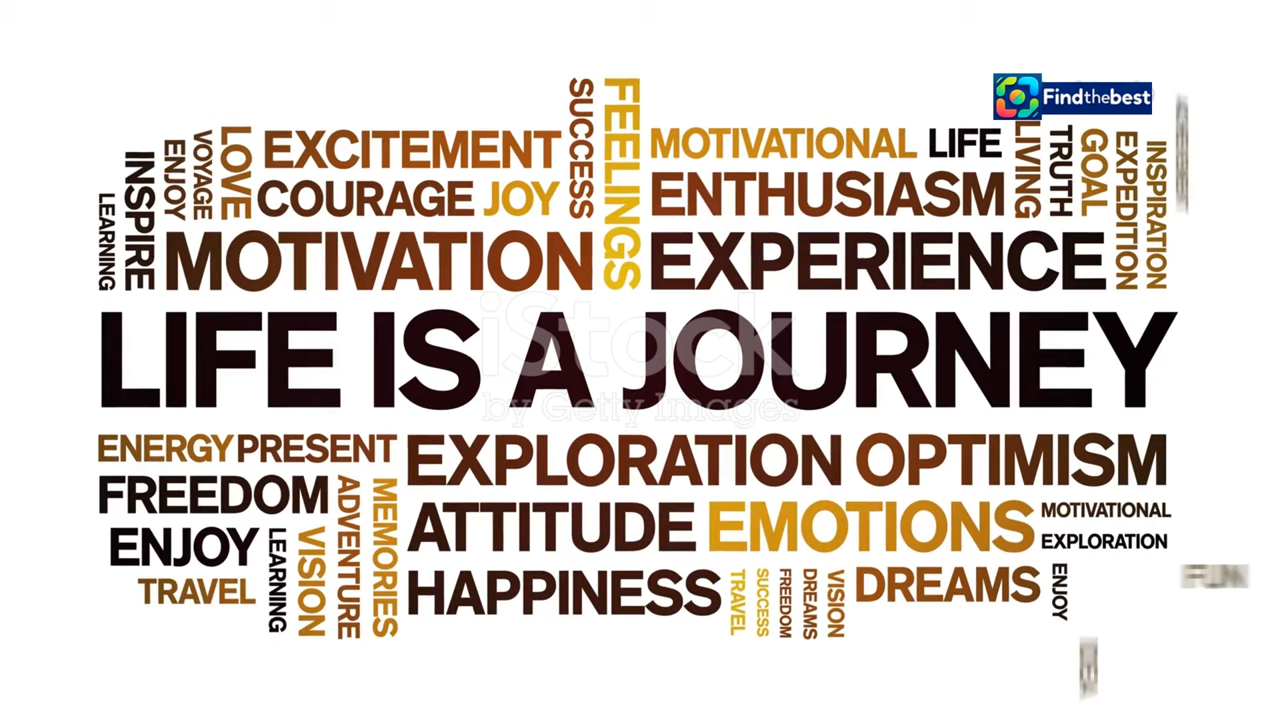 FindtheBest
SUCCESS
FEELINGS
LEARNING
INSPIRE
ENJOY
VOYAGE
LOVE
EXCITEMENT
MOTIVATIONAL LIFE
LIVING
TRUTH
GOAL
EXPEDITION
INSPIRATION
COURAGE JOY
ENTHUSIASM
MOTIVATION
EXPERIENCE
iStock
LIFE IS A JOURNEY
by Getty Images
ENERGY PRESENT
EXPLORATION OPTIMISM
FREEDOM
ADVENTURE
MEMORIES
ATTITUDE EMOTIONS
MOTIVATIONAL
EXPLORATION
ENJOY
LEARNING
VISION
TRAVEL
HAPPINESS
TRAVEL
SUCCESS
FREEDOM
DREAMS
VISION
DREAMS
ENJOY
FUN